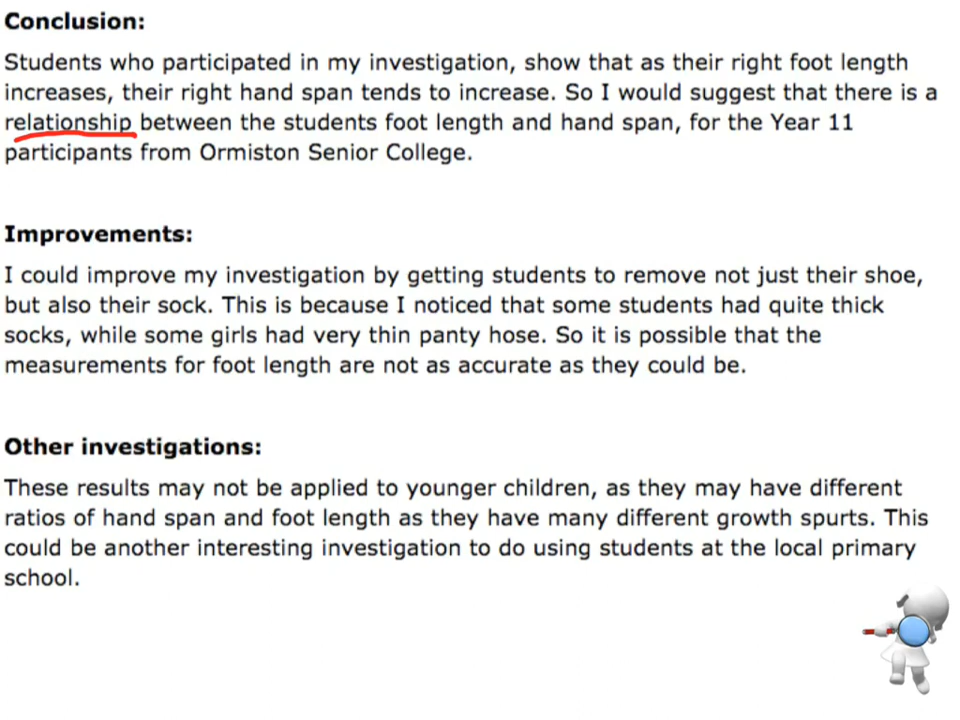 Conclusion:
Students who participated in my investigation, show that as their right foot length
increases, their right hand span tends to increase. So I would suggest that there is a
relationship between the students foot length and hand span, for the Year 11
participants from Ormiston Senior College.
Improvements:
I could improve my investigation by getting students to remove not just their shoe,
but also their sock. This is because I noticed that some students had quite thick
socks, while some girls had very thin panty hose. So it is possible that the
measurements for foot length are not as accurate as they could be.
Other investigations:
These results may not be applied to younger children, as they may have different
ratios of hand span and foot length as they have many different growth spurts. This
could be another interesting investigation to do using students at the local primary
school.